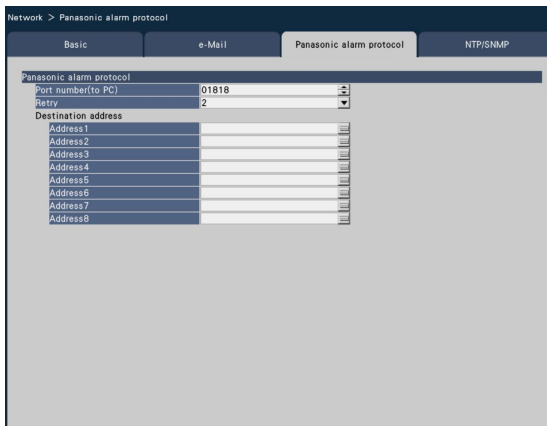 Network > Panasonic alarm protocol
Basic e-Mail Panasonic alarm protocol NTP/SNMP
Panasonic alarm protocol
Port number(to PC) 01818
Retry 2
Destination address
Address1
Address2
Address3
Address4
Address5
Address6
Address7
Address8